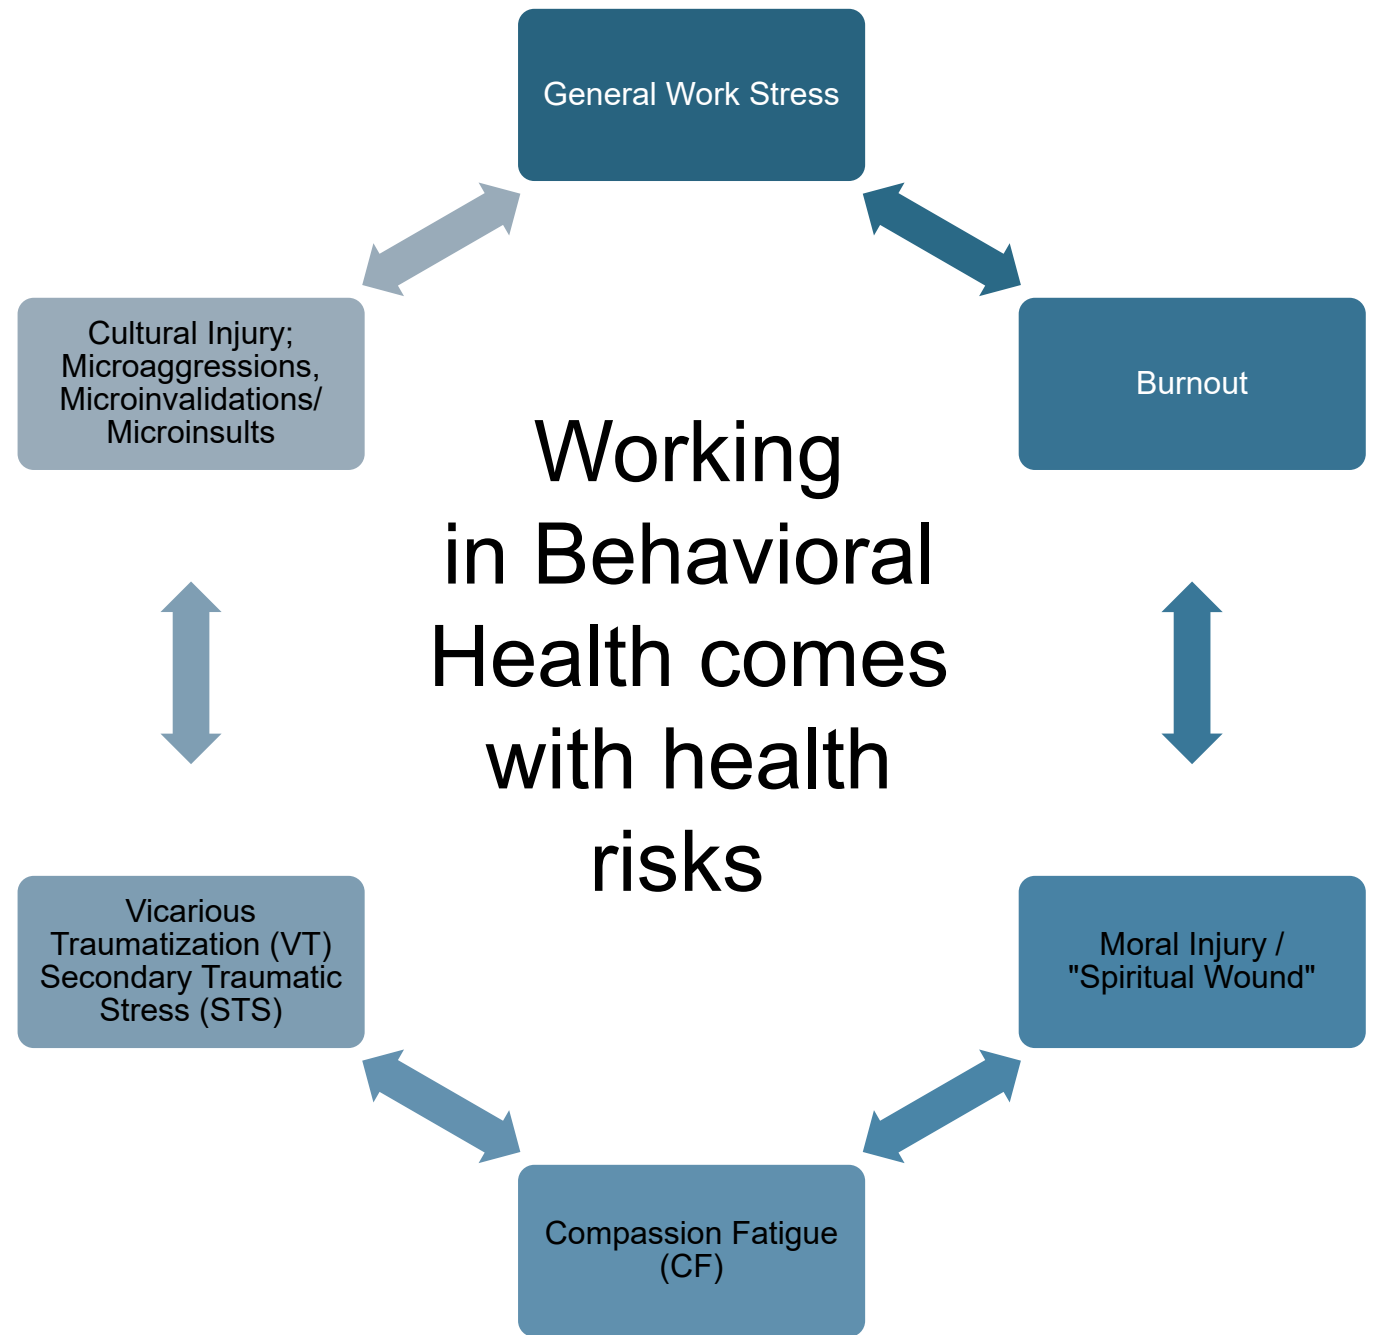 General Work Stress
Cultural Injury;
Microaggressions,
Microinvalidations/
Microinsults
Burnout
Working
in Behavioral
Health comes
with health
risks
Vicarious
Traumatization (VT)
Secondary Traumatic
Stress (STS)
Moral Injury /
"Spiritual Wound"
Compassion Fatigue
(CF)